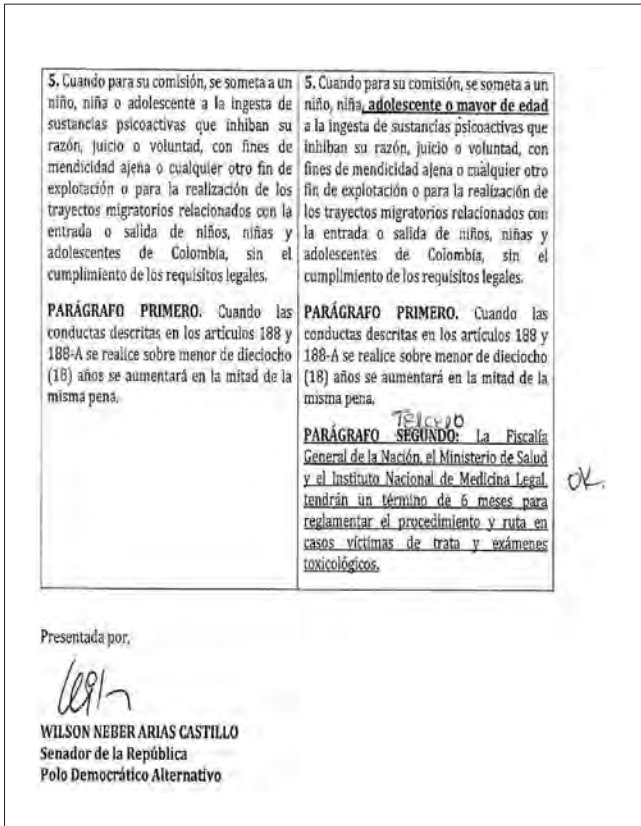 5. Cuando para su comisión, se someta a un
niño, niña o adolescente a la ingesta de
sustancias psicoactivas que inhiban su
razón, juicio o voluntad, con fines de
mendicidad ajena o cualquier otro fin de
explotación o para la realización de los
trayectos migratorios relacionados con la
entrada o salida de niños, niñas y
adolescentes de Colombia, sin el
cumplimiento de los requisitos legales.
PARÁGRAFO PRIMERO. Cuando las
conductas descritas en los artículos 188 y
188-A se realice sobre menor de dieciocho
(18) años se aumentará en la mitad de la
misma pena.
5. Cuando para su comisión, se someta a un
niño, niña, adolescente o mayor de edad
a la ingesta de sustancias psicoactivas que
inhiban su razón, juicio o voluntad, con
fines de mendicidad ajena o cualquier otro
fin de explotación o para la realización de
los trayectos migratorios relacionados con
la entrada o salida de niños, niñas y
adolescentes de Colombia, sin el
cumplimiento de los requisitos legales.
PARÁGRAFO PRIMERO. Cuando las
conductas descritas en los artículos 188 y
188-A se realice sobre menor de dieciocho
(18) años se aumentará en la mitad de la
misma pena.
Tercero
PARÁGRAFO SEGUNDO: La Fiscalía
General de la Nación, el Ministerio de Salud
y el Instituto Nacional de Medicina Legal,
tendrán un término de 6 meses para
reglamentar el procedimiento y ruta en
casos víctimas de trata y exámenes
toxicológicos.
OK.
Presentada por,
WILSON NEBER ARIAS CASTILLO
Senador de la República
Polo Democrático Alternativo